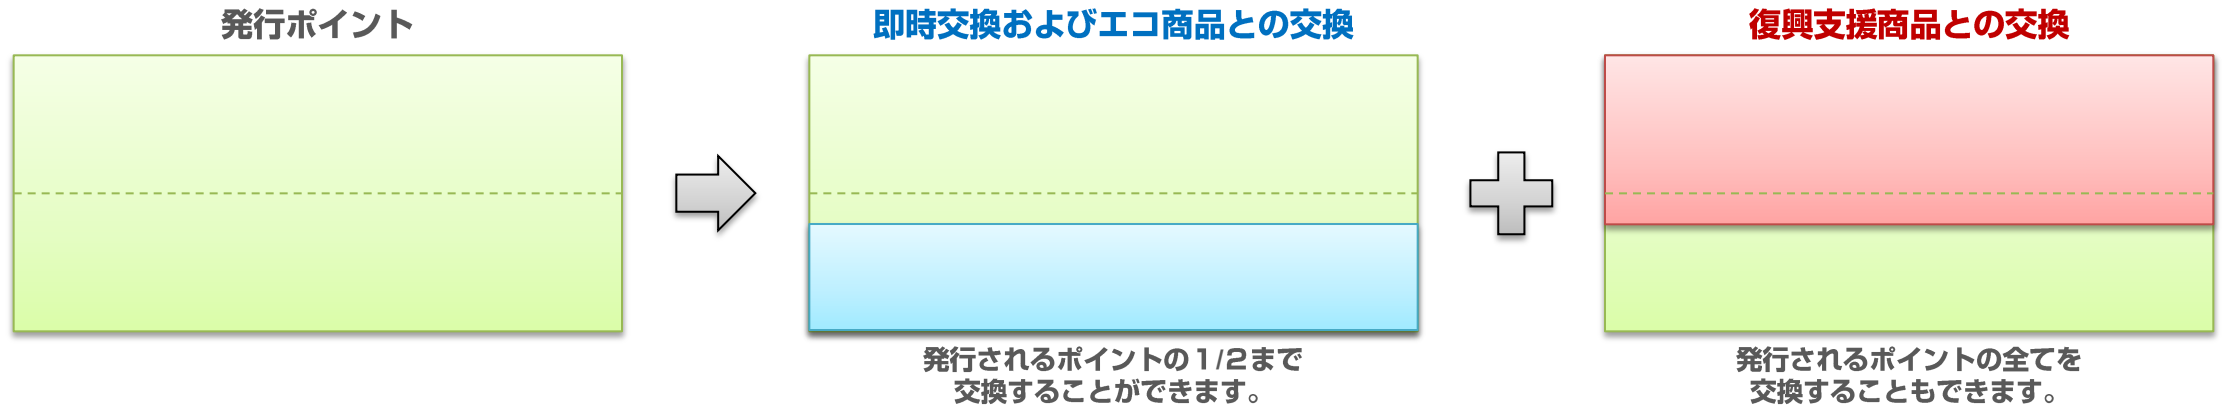 発行ポイント
即時交換およびエコ商品との交換
復興支援商品との交換
発行されるポイントの1/2まで
交換することができます。
発行されるポイントの全てを
交換することもできます。